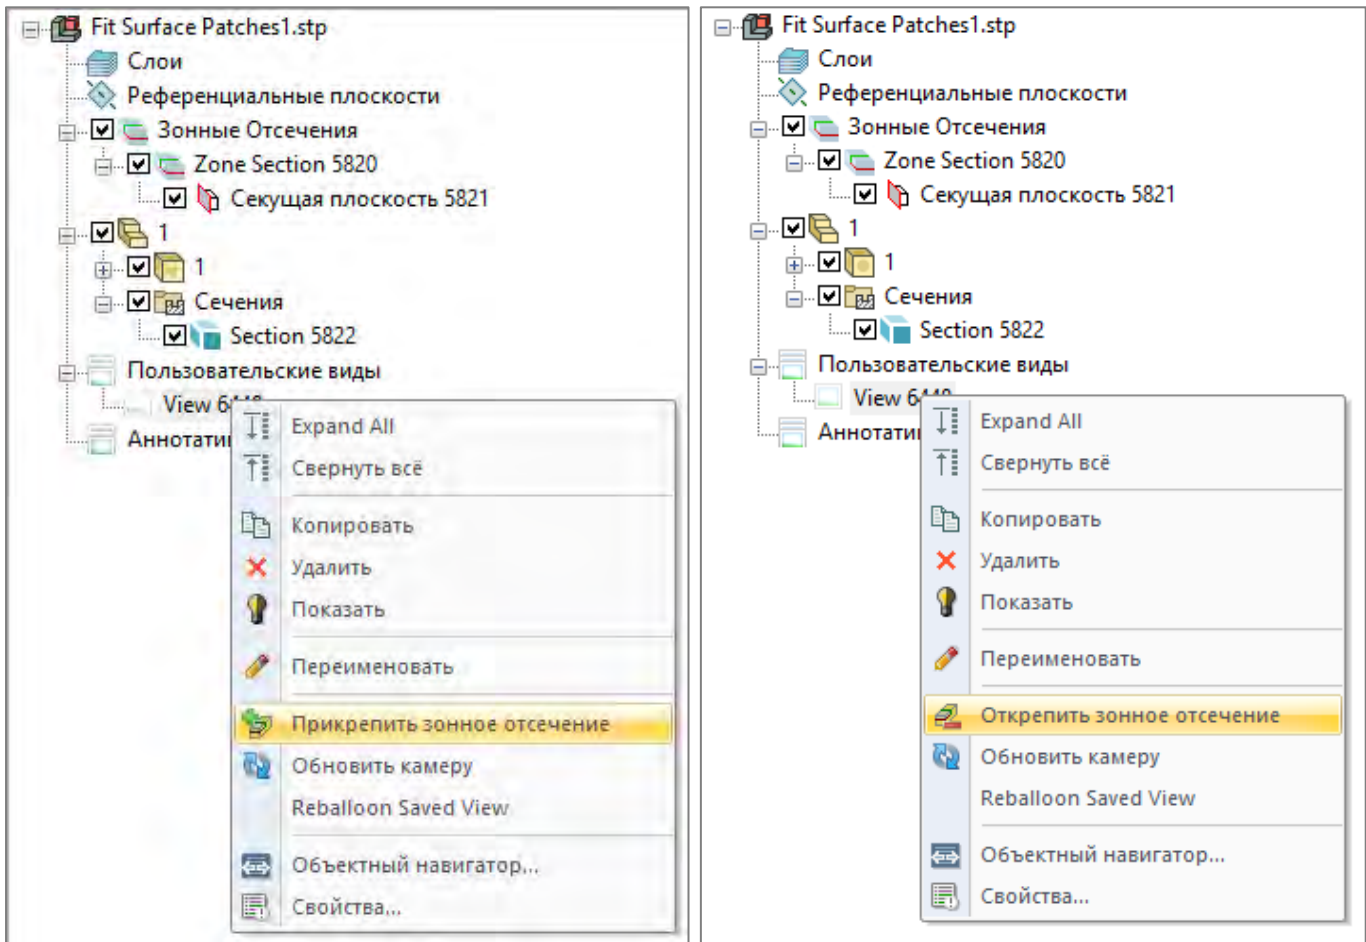 Fit Surface Patches1.stp
Слои
Референциальные плоскости
Зонные Отсечения
Zone Section 5820
Секущая плоскость 5821
1
1
Сечения
Section 5822
Пользовательские виды
View
Expand All
Свернуть всё
Копировать
Удалить
Показать
Переименовать
Прикрепить зонное отсечение
Обновить камеру
Reballoon Saved View
Объектный навигатор...
Свойства...
Fit Surface Patches1.stp
Слои
Референциальные плоскости
Зонные Отсечения
Zone Section 5820
Секущая плоскость 5821
1
1
Сечения
Section 5822
Пользовательские виды
View
Expand All
Свернуть всё
Копировать
Удалить
Показать
Переименовать
Открепить зонное отсечение
Обновить камеру
Reballoon Saved View
Объектный навигатор...
Свойства...